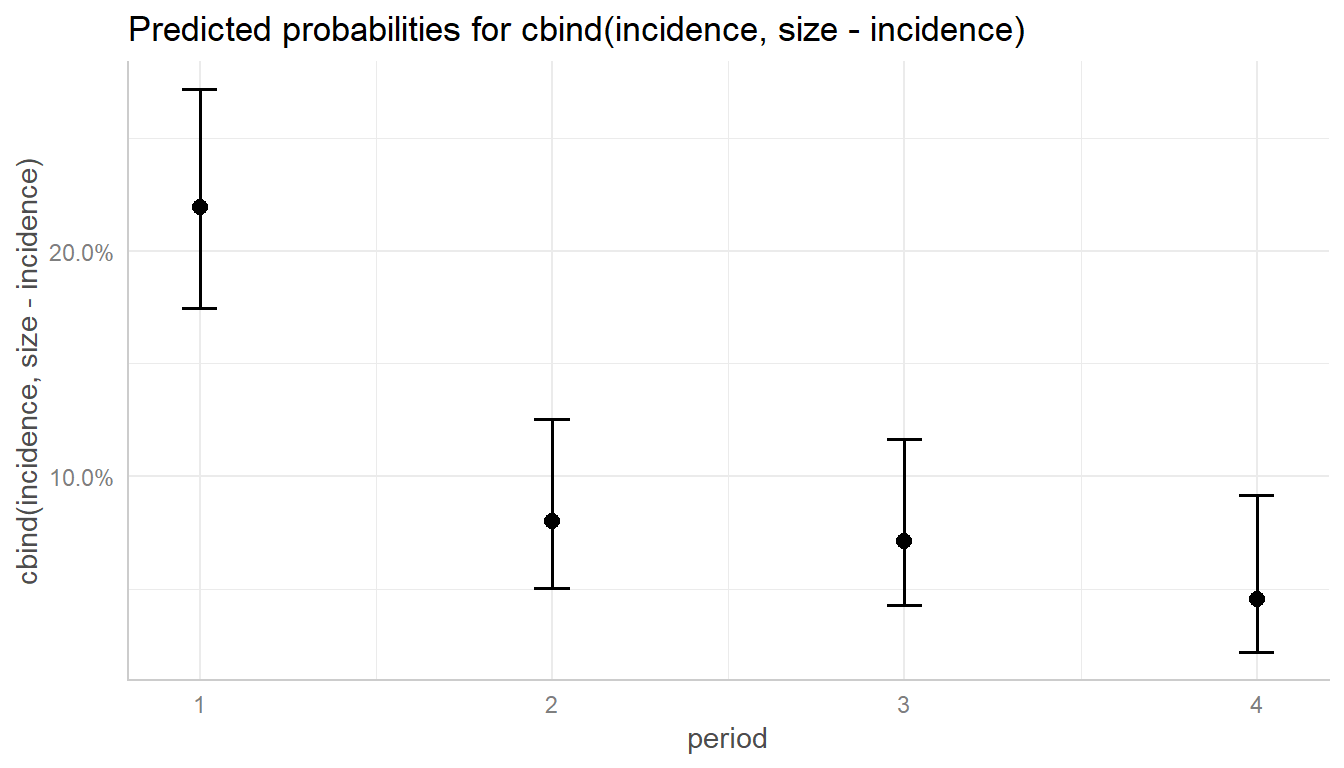 Predicted probabilities for cbind(incidence, size - incidence)
cbind(incidence, size - incidence)
20.0%
10.0%
1
2
3
4
period